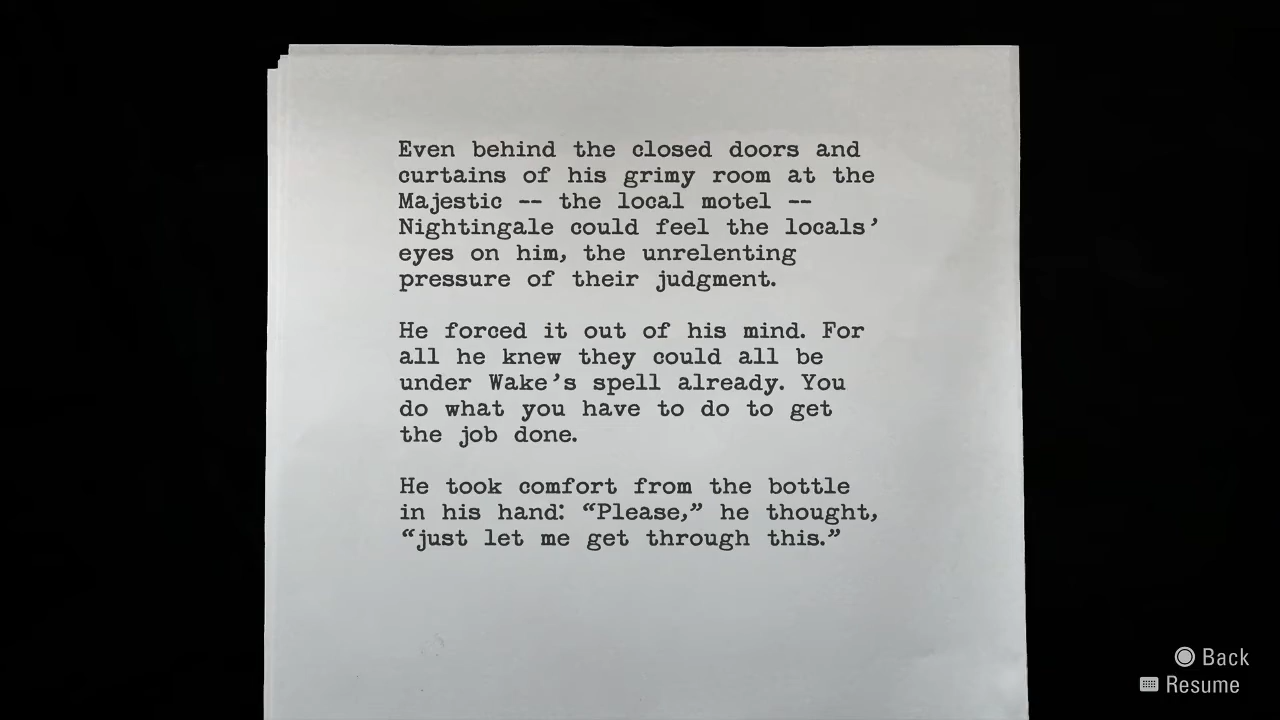 Even behind the closed doors and
curtains of his grimy room at the
Majestic -- the local motel --
Nightingale could feel the locals’
eyes on him, the unrelenting
pressure of their judgment.
He forced it out of his mind. For
all he knew they could all be
under Wake’s spell already. You
do what you have to do to get
the job done.
He took comfort from the bottle
in his hand: “Please,” he thought,
“just let me get through this.”
Back
Resume